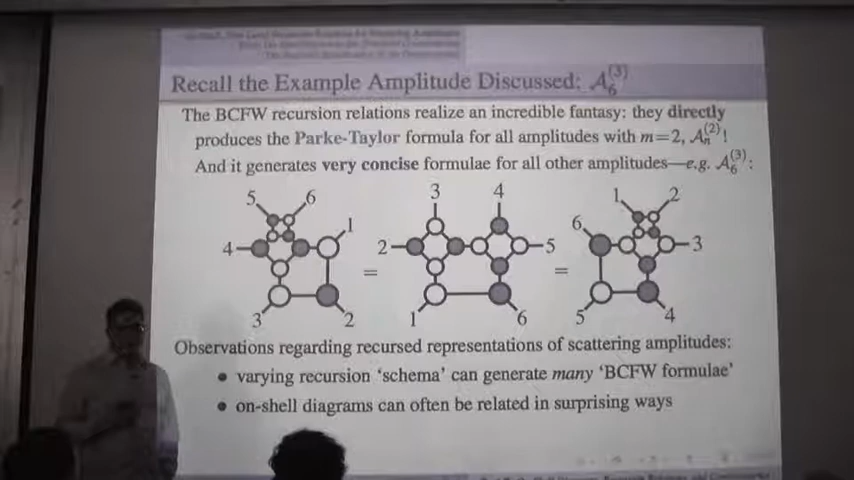 Recall the Example Amplitude Discussed: A_6^(3)
The BCFW recursion relations realize an incredible fantasy: they directly
produces the Parke-Taylor formula for all amplitudes with m=2, A_n^(2)!
And it generates very concise formulae for all other amplitudes—e.g. A_6^(3):
5 6 1 4 3 2
=
3 4 2 5 1 6
=
1 2 6 3 5 4
Observations regarding recursed representations of scattering amplitudes:
• varying recursion ‘schema’ can generate many ‘BCFW formulae’
• on-shell diagrams can often be related in surprising ways